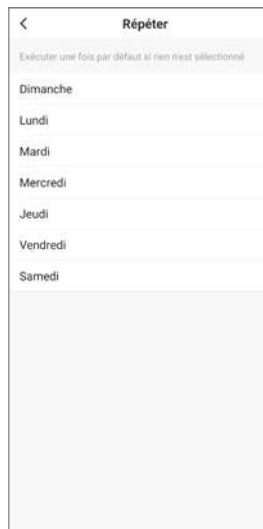 Répéter
Exécuter une fois par défaut si rien n'est sélectionné
Dimanche
Lundi
Mardi
Mercredi
Jeudi
Vendredi
Samedi